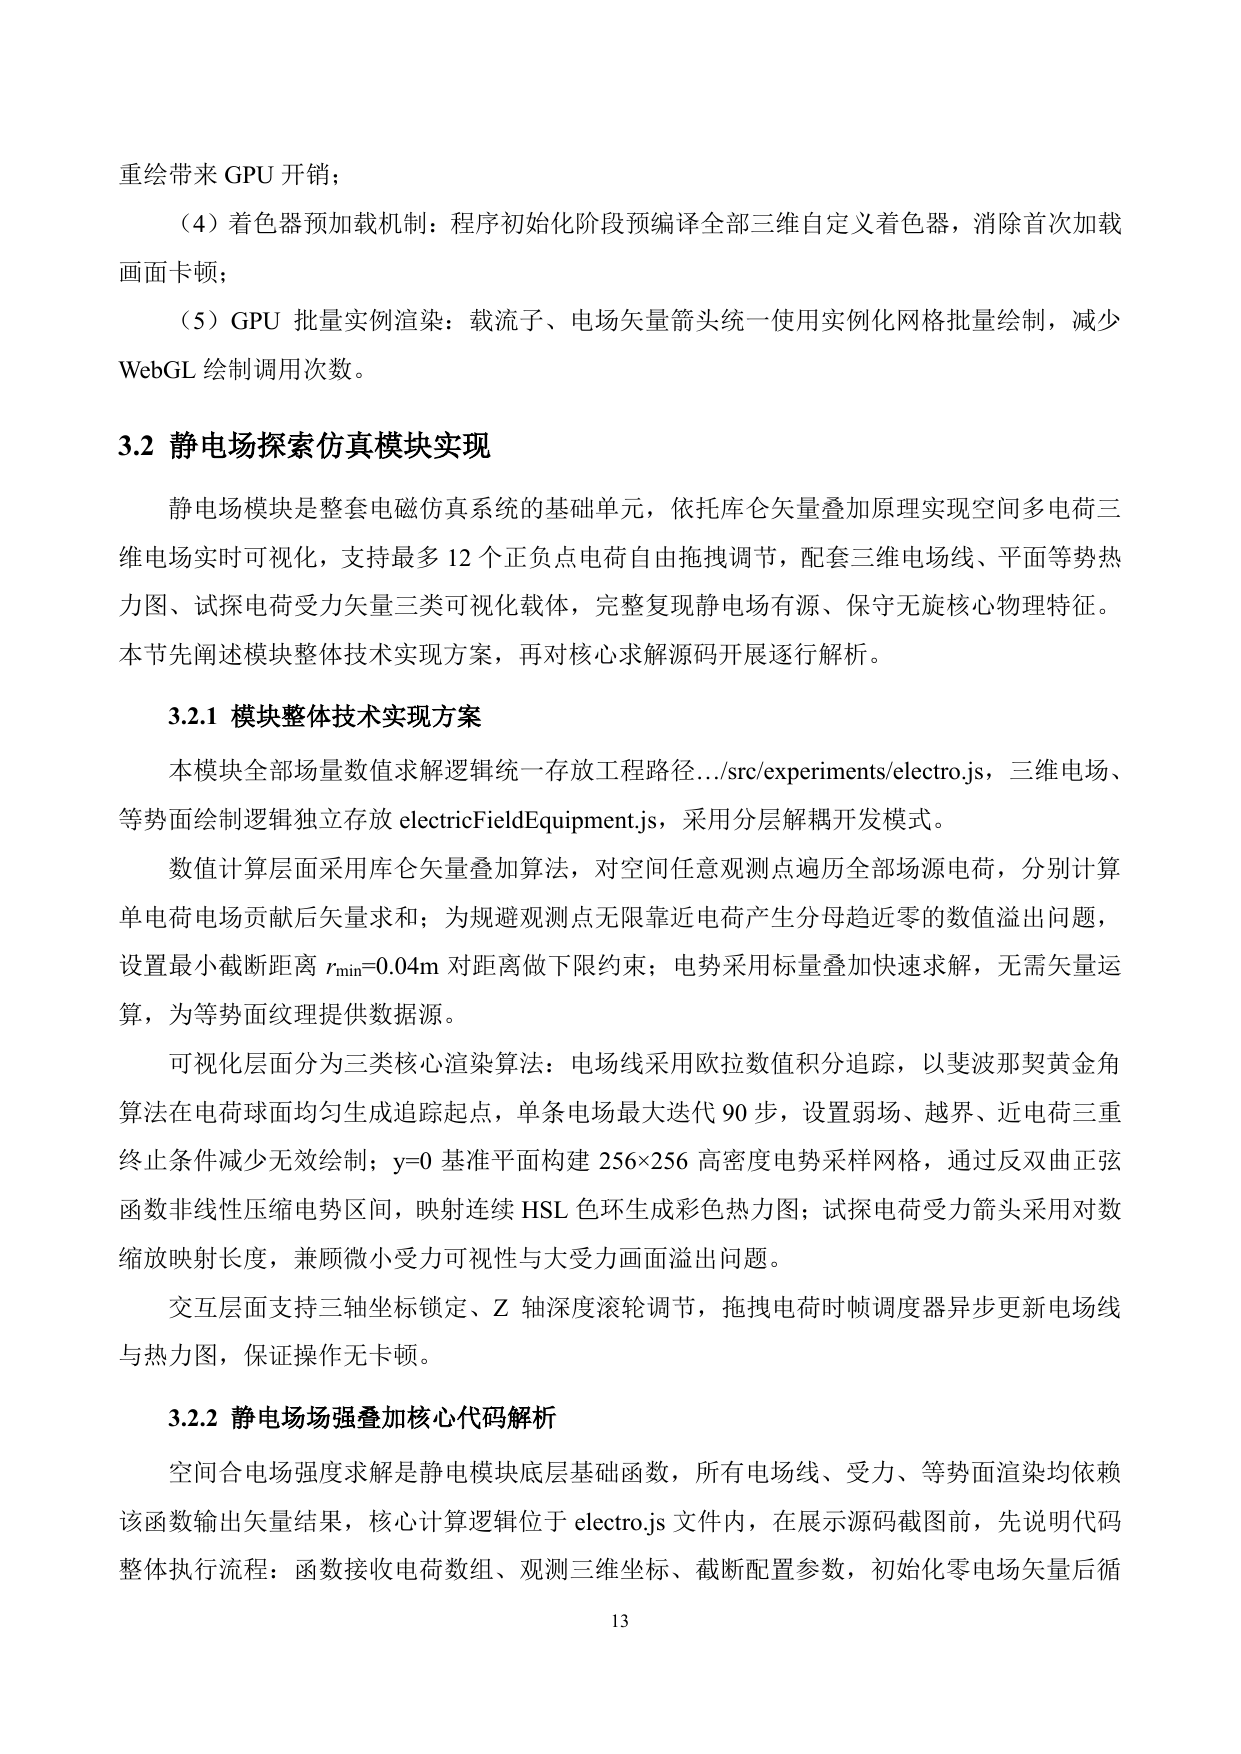 重绘带来 GPU 开销；
（4）着色器预加载机制：程序初始化阶段预编译全部三维自定义着色器，消除首次加载
画面卡顿；
（5）GPU 批量实例渲染：载流子、电场矢量箭头统一使用实例化网格批量绘制，减少
WebGL 绘制调用次数。
3.2 静电场探索仿真模块实现
静电场模块是整套电磁仿真系统的基础单元，依托库仑矢量叠加原理实现空间多电荷三
维电场实时可视化，支持最多 12 个正负点电荷自由拖拽调节，配套三维电场线、平面等势热
力图、试探电荷受力矢量三类可视化载体，完整复现静电场有源、保守无旋核心物理特征。
本节先阐述模块整体技术实现方案，再对核心求解源码开展逐行解析。
3.2.1 模块整体技术实现方案
本模块全部场量数值求解逻辑统一存放工程路径…/src/experiments/electro.js，三维电场、
等势面绘制逻辑独立存放 electricFieldEquipment.js，采用分层解耦开发模式。
数值计算层面采用库仑矢量叠加算法，对空间任意观测点遍历全部场源电荷，分别计算
单电荷电场贡献后矢量求和；为规避观测点无限靠近电荷产生分母趋近零的数值溢出问题，
设置最小截断距离 rmin=0.04m 对距离做下限约束；电势采用标量叠加快速求解，无需矢量运
算，为等势面纹理提供数据源。
可视化层面分为三类核心渲染算法：电场线采用欧拉数值积分追踪，以斐波那契黄金角
算法在电荷球面均匀生成追踪起点，单条电场最大迭代 90 步，设置弱场、越界、近电荷三重
终止条件减少无效绘制；y=0 基准平面构建 256×256 高密度电势采样网格，通过反双曲正弦
函数非线性压缩电势区间，映射连续 HSL 色环生成彩色热力图；试探电荷受力箭头采用对数
缩放映射长度，兼顾微小受力可视性与大受力画面溢出问题。
交互层面支持三轴坐标锁定、Z 轴深度滚轮调节，拖拽电荷时帧调度器异步更新电场线
与热力图，保证操作无卡顿。
3.2.2 静电场场强叠加核心代码解析
空间合电场强度求解是静电模块底层基础函数，所有电场线、受力、等势面渲染均依赖
该函数输出矢量结果，核心计算逻辑位于 electro.js 文件内，在展示源码截图前，先说明代码
整体执行流程：函数接收电荷数组、观测三维坐标、截断配置参数，初始化零电场矢量后循
13